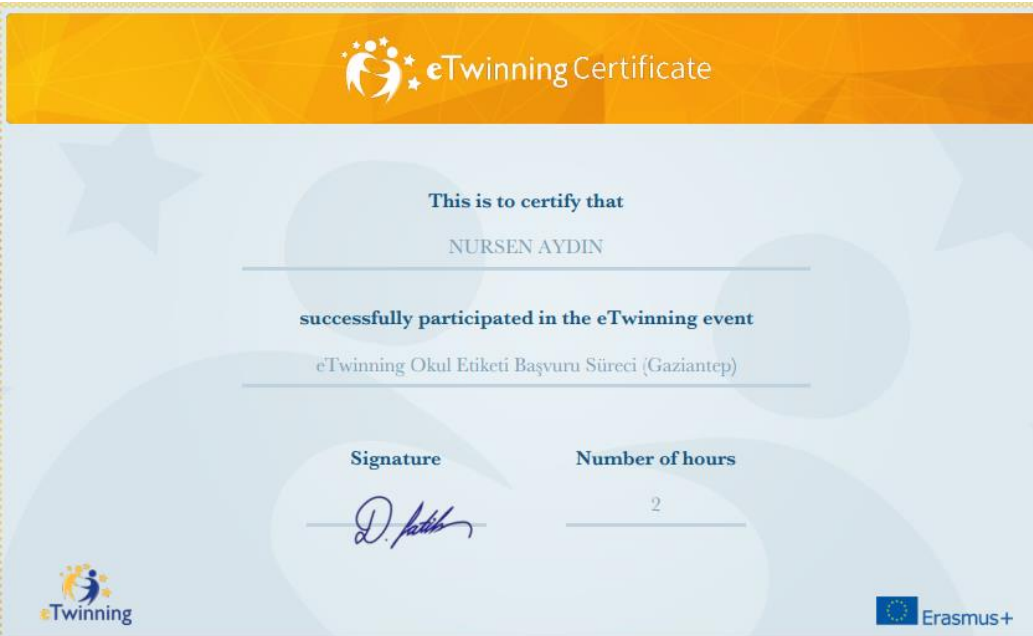 eTwinning Certificate
This is to certify that
NURSEN AYDIN
successfully participated in the eTwinning event
eTwinning Okul Etiketi Başvuru Süreci (Gaziantep)
Signature
Number of hours
D. Fatih
2
eTwinning
Erasmus+